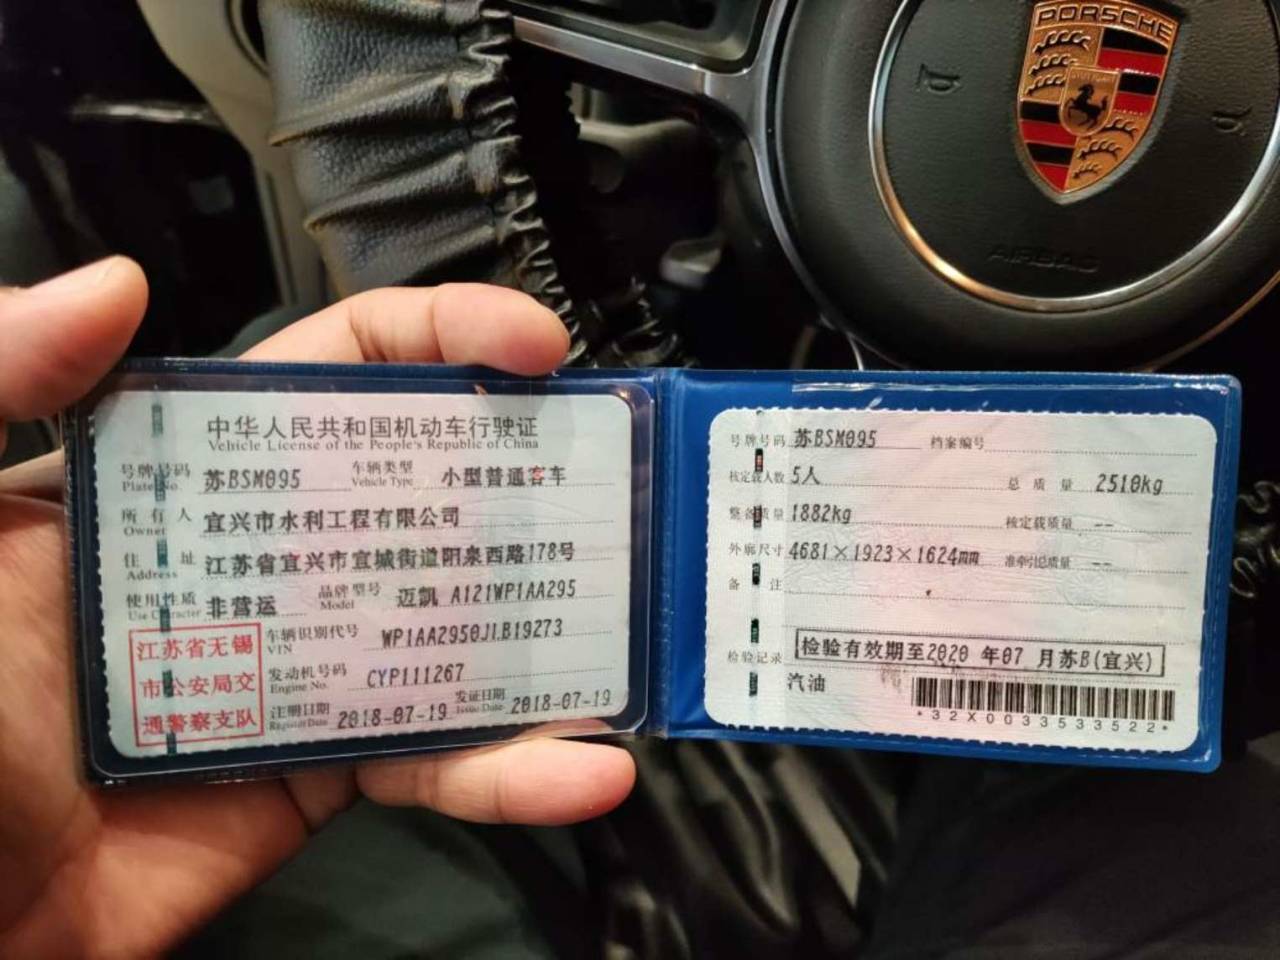 PORSCHE
STUTTGART
AIRBAG
中华人民共和国机动车行驶证
Vehicle License of the People's Republic of China
号牌号码 苏BSM095 车辆类型 小型普通客车
Plate No. Vehicle Type
所有人 宜兴市水利工程有限公司
Owner
住址 江苏省宜兴市宜城街道阳泉西路178号
Address
使用性质 非营运 品牌型号 迈凯 A121WP1AA295
Use Character Model
江苏省无锡
市公安局交
通警察支队
车辆识别代号 WP1AA2950JLB19273
VIN
发动机号码 CYP111267
Engine No.
注册日期 2018-07-19 发证日期 2018-07-19
Register Date Issue Date
号牌号码 苏BSM095 档案编号
核定载人数 5人 总质量 2510kg
整备质量 1882kg 核定载质量 --
外廓尺寸 4681×1923×1624mm 准牵引总质量 --
备注
检验记录 检验有效期至2020 年07 月苏B(宜兴)
汽油
*32X0033533522*